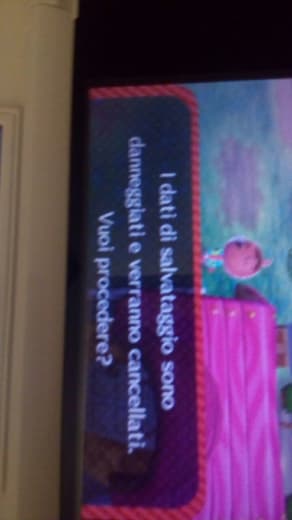 I dati di salvataggio sono
danneggiati e verranno cancellati.
Vuoi procedere?